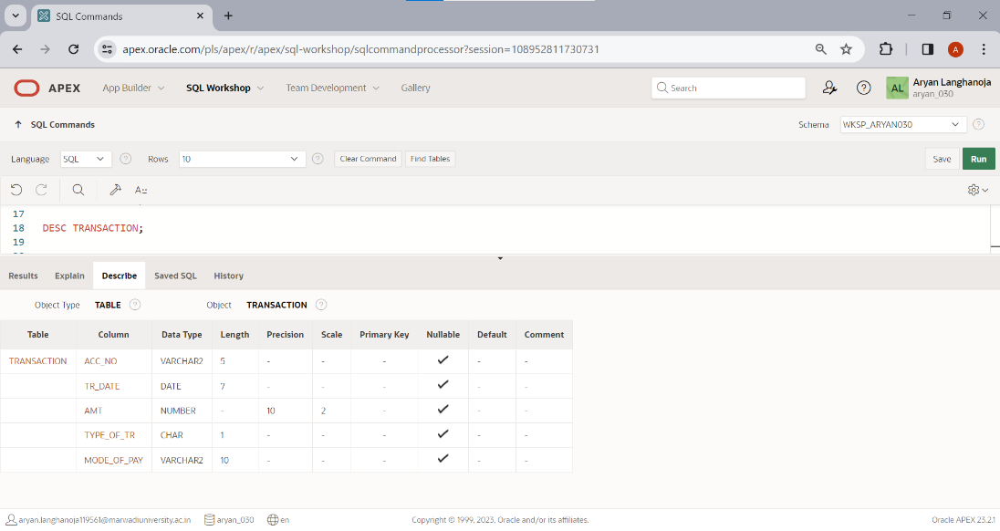 SQL Commands
apex.oracle.com/pls/apex/r/apex/sql-workshop/sqlcommandprocessor?session=108952811730731
A
APEX App Builder SQL Workshop Team Development Gallery Search ? AL Aryan Langhanoja
aryan_030
SQL Commands Schema WKSP_ARYAN030 ?
Language SQL ? Rows 10 ? Clear Command Find Tables Save Run
17
18 DESC TRANSACTION;
19
Results Explain Describe Saved SQL History
Object Type TABLE ? Object TRANSACTION ?
Table Column Data Type Length Precision Scale Primary Key Nullable Default Comment
TRANSACTION ACC_NO VARCHAR2 5 - - - ✓ - -
TR_DATE DATE 7 - - - ✓ - -
AMT NUMBER - 10 2 - ✓ - -
TYPE_OF_TR CHAR 1 - - - ✓ - -
MODE_OF_PAY VARCHAR2 10 - - - ✓ - -
aryan.langhanoja119561@marwadiuniversity.ac.in aryan_030 en Copyright © 1999, 2023, Oracle and/or its affiliates. Oracle APEX 23.2.1